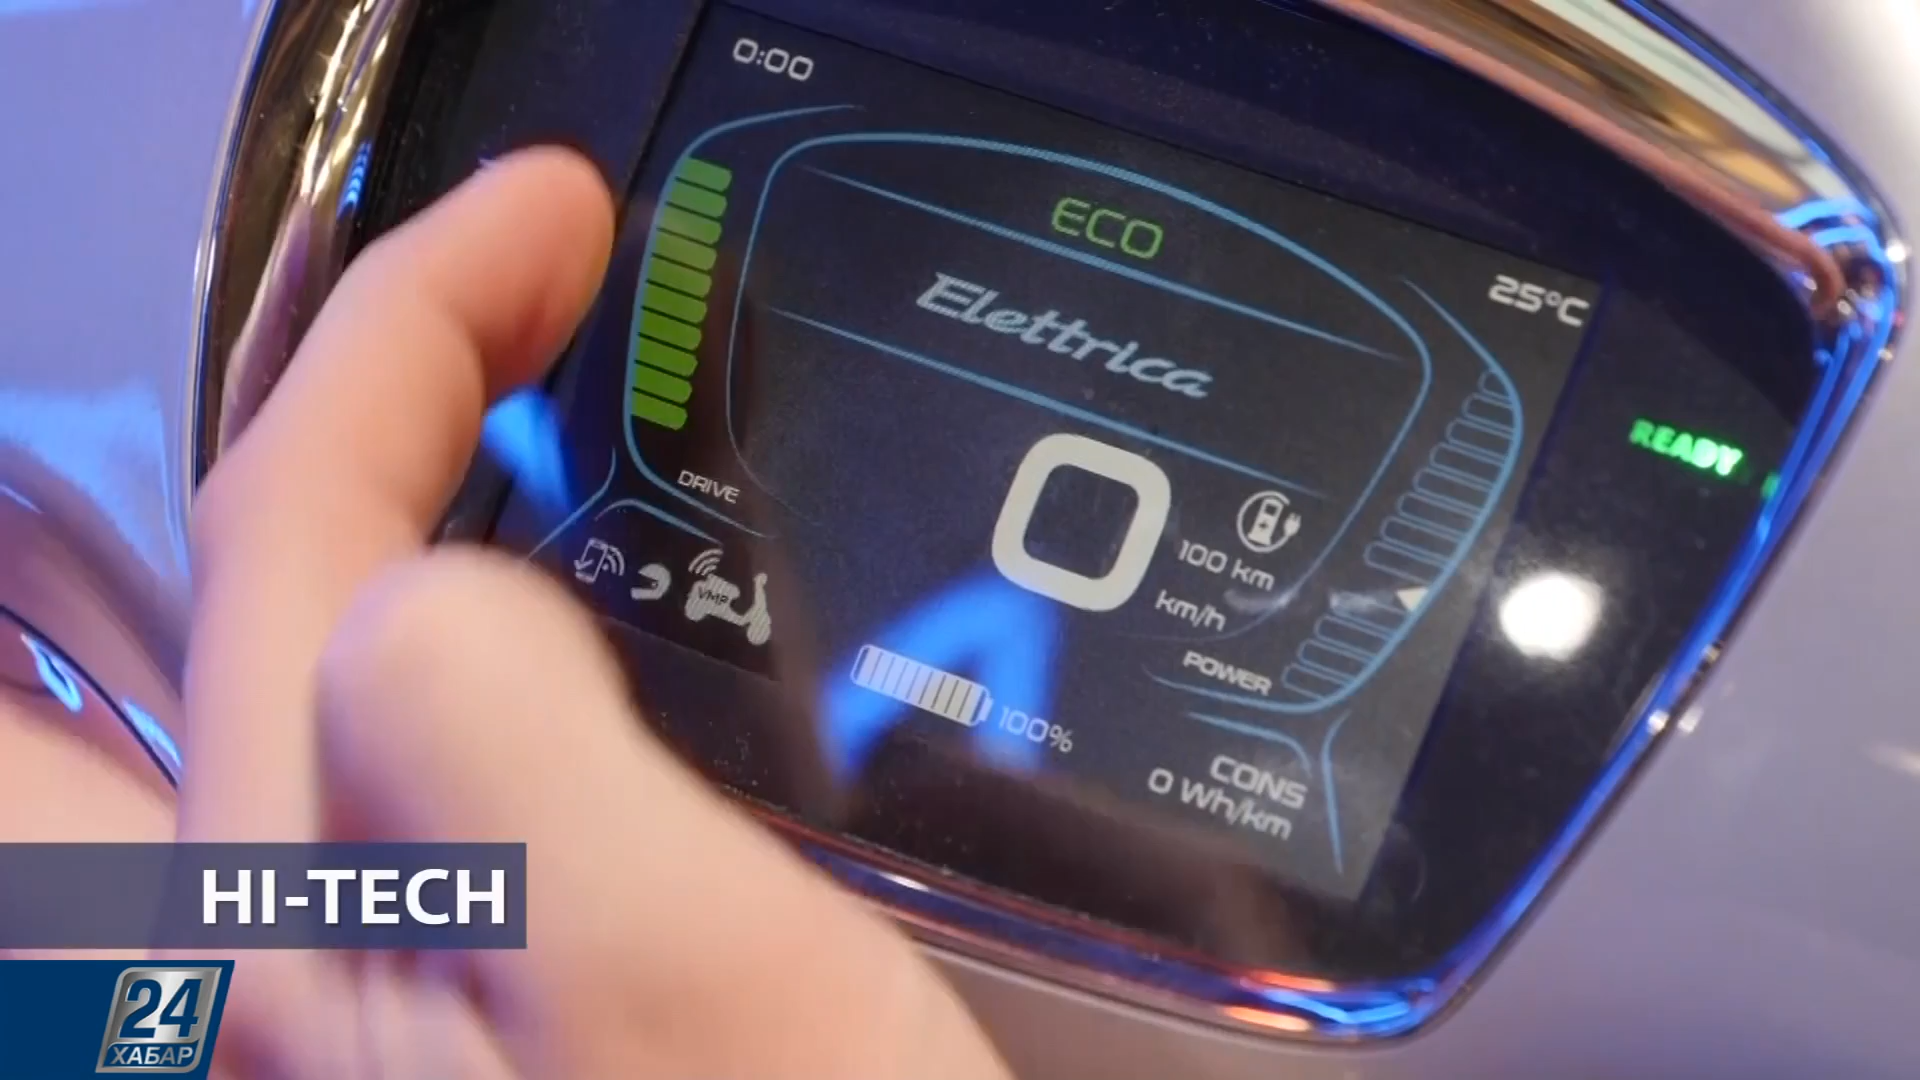 0:00
ECO
25°C
Elettrica
READY
DRIVE
0
100 km
km/h
VMP
POWER
100%
CONS
0 Wh/km
HI-TECH
24
ХАБАР